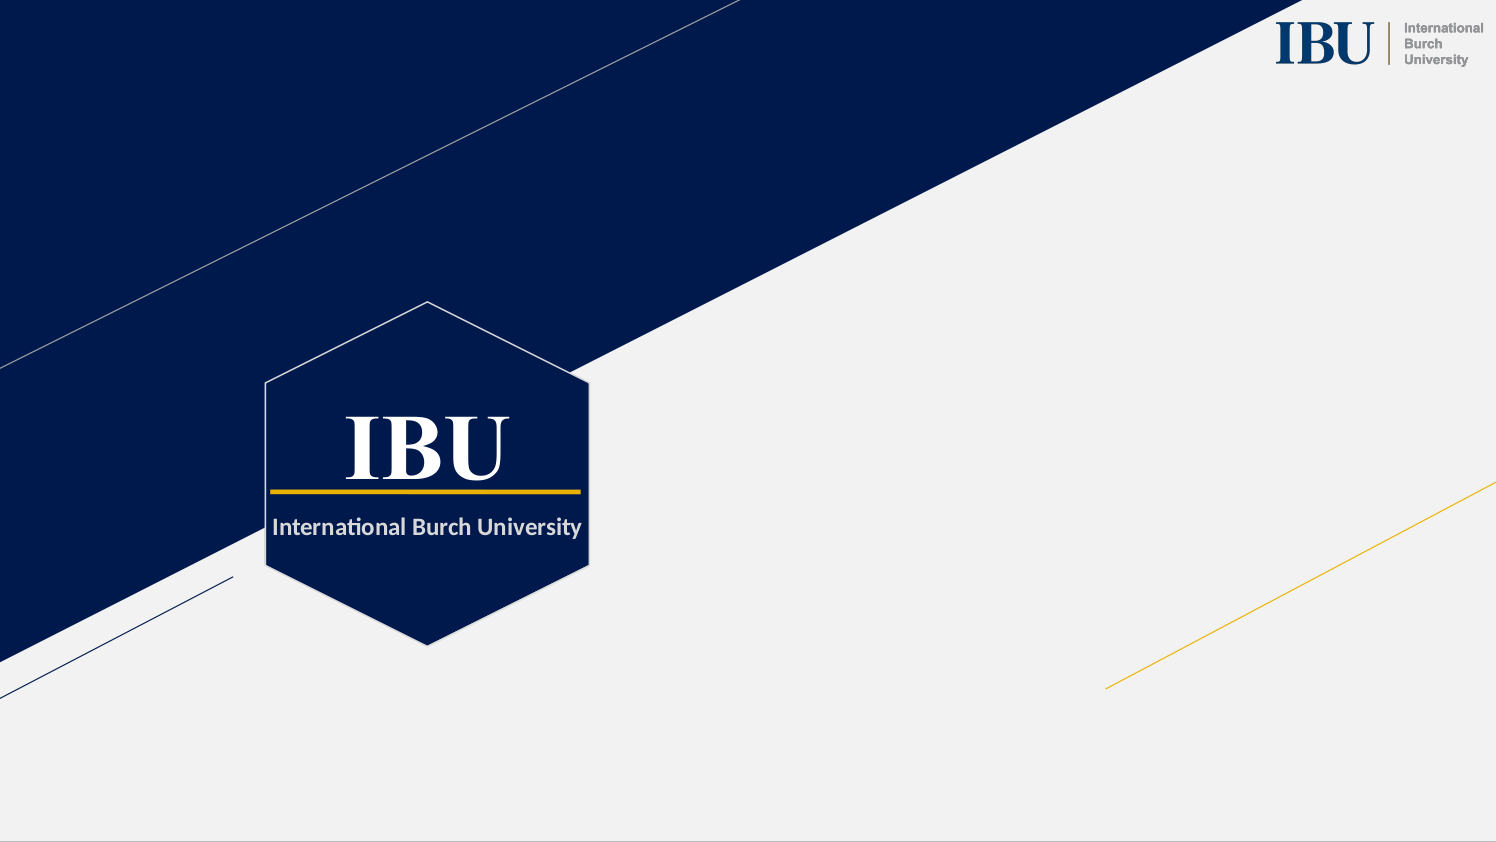 IBU
International
Burch
University
IBU
International Burch University